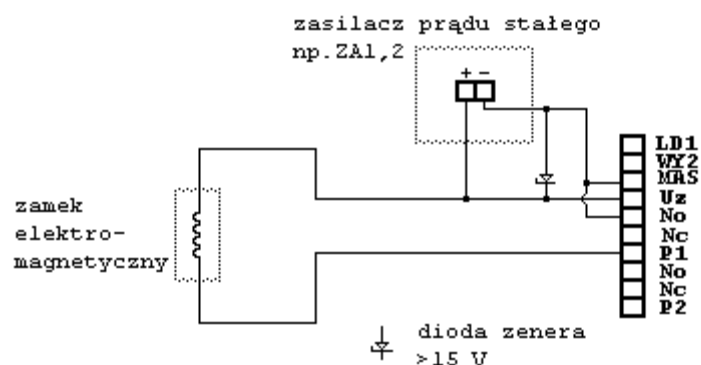 zasilacz prądu stałego
np.ZA1,2
+ -
LD1
WY2
MAS
Uz
No
Nc
P1
No
Nc
P2
zamek
elektro-
magnetyczny
dioda zenera
>15 V